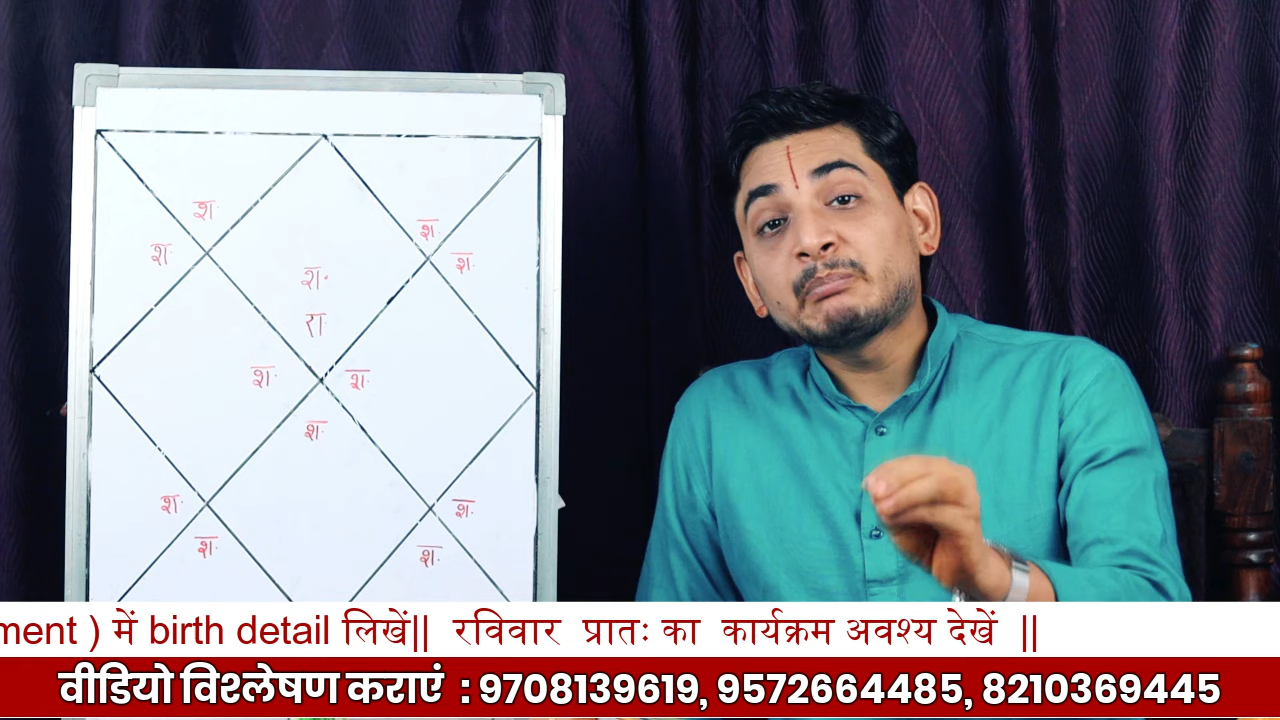 श.
श.
श.
श.
श.
रा
श.
श.
श.
श.
श.
श.
श.
ment ) में birth detail लिखें|| रविवार प्रातः का कार्यक्रम अवश्य देखें ||
वीडियो विश्लेषण कराएं : 9708139619, 9572664485, 8210369445